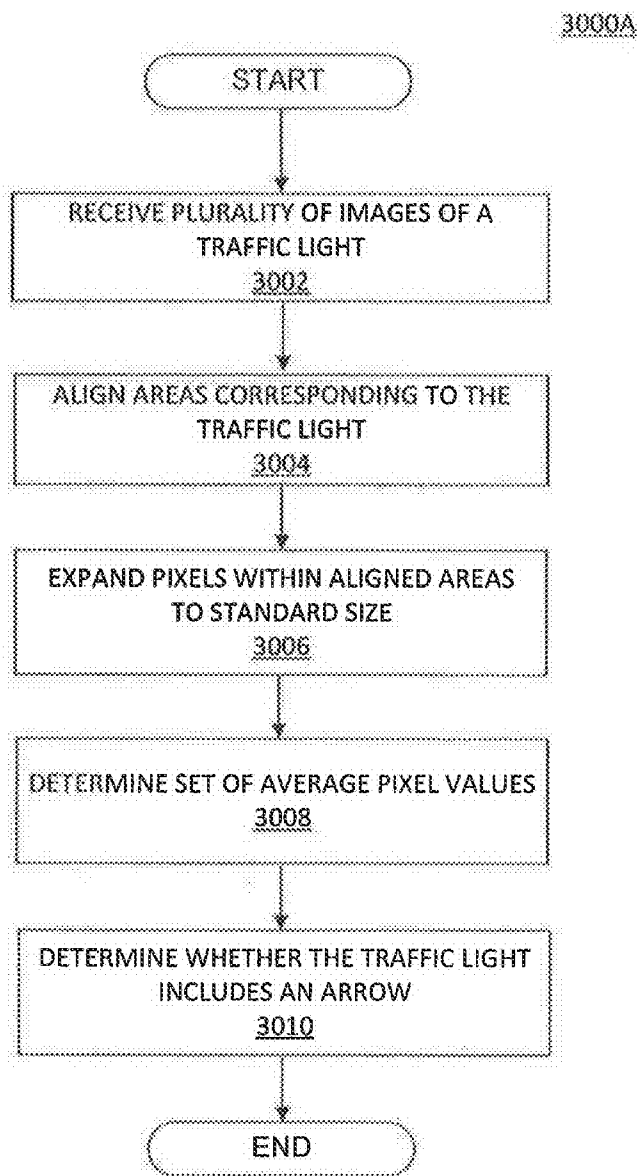 3000A
START
RECEIVE PLURALITY OF IMAGES OF A
TRAFFIC LIGHT
3002
ALIGN AREAS CORRESPONDING TO THE
TRAFFIC LIGHT
3004
EXPAND PIXELS WITHIN ALIGNED AREAS
TO STANDARD SIZE
3006
DETERMINE SET OF AVERAGE PIXEL VALUES
3008
DETERMINE WHETHER THE TRAFFIC LIGHT
INCLUDES AN ARROW
3010
END